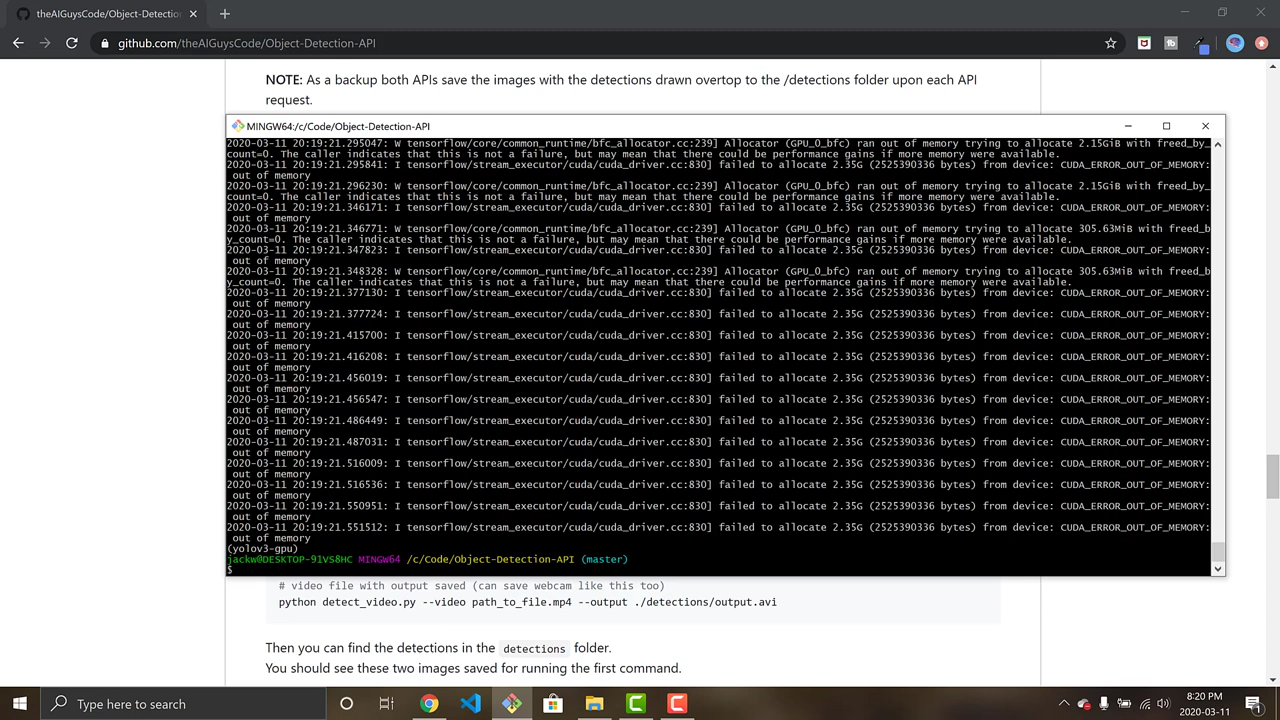 theAIGuysCode/Object-Detection
github.com/theAIGuysCode/Object-Detection-API
NOTE: As a backup both APIs save the images with the detections drawn overtop to the /detections folder upon each API
request.
MINGW64:/c/Code/Object-Detection-API
2020-03-11 20:19:21.295047: W tensorflow/core/common_runtime/bfc_allocator.cc:239] Allocator (GPU_0_bfc) ran out of memory trying to allocate 2.15GiB with freed_by_
count=0. The caller indicates that this is not a failure, but may mean that there could be performance gains if more memory were available.
2020-03-11 20:19:21.295841: I tensorflow/stream_executor/cuda/cuda_driver.cc:830] failed to allocate 2.35G (2525390336 bytes) from device: CUDA_ERROR_OUT_OF_MEMORY:
out of memory
2020-03-11 20:19:21.296230: W tensorflow/core/common_runtime/bfc_allocator.cc:239] Allocator (GPU_0_bfc) ran out of memory trying to allocate 2.15GiB with freed_by_
count=0. The caller indicates that this is not a failure, but may mean that there could be performance gains if more memory were available.
2020-03-11 20:19:21.346171: I tensorflow/stream_executor/cuda/cuda_driver.cc:830] failed to allocate 2.35G (2525390336 bytes) from device: CUDA_ERROR_OUT_OF_MEMORY:
out of memory
2020-03-11 20:19:21.346771: W tensorflow/core/common_runtime/bfc_allocator.cc:239] Allocator (GPU_0_bfc) ran out of memory trying to allocate 305.63MiB with freed_b
y_count=0. The caller indicates that this is not a failure, but may mean that there could be performance gains if more memory were available.
2020-03-11 20:19:21.347823: I tensorflow/stream_executor/cuda/cuda_driver.cc:830] failed to allocate 2.35G (2525390336 bytes) from device: CUDA_ERROR_OUT_OF_MEMORY:
out of memory
2020-03-11 20:19:21.348328: W tensorflow/core/common_runtime/bfc_allocator.cc:239] Allocator (GPU_0_bfc) ran out of memory trying to allocate 305.63MiB with freed_b
y_count=0. The caller indicates that this is not a failure, but may mean that there could be performance gains if more memory were available.
2020-03-11 20:19:21.377130: I tensorflow/stream_executor/cuda/cuda_driver.cc:830] failed to allocate 2.35G (2525390336 bytes) from device: CUDA_ERROR_OUT_OF_MEMORY:
out of memory
2020-03-11 20:19:21.377724: I tensorflow/stream_executor/cuda/cuda_driver.cc:830] failed to allocate 2.35G (2525390336 bytes) from device: CUDA_ERROR_OUT_OF_MEMORY:
out of memory
2020-03-11 20:19:21.415700: I tensorflow/stream_executor/cuda/cuda_driver.cc:830] failed to allocate 2.35G (2525390336 bytes) from device: CUDA_ERROR_OUT_OF_MEMORY:
out of memory
2020-03-11 20:19:21.416208: I tensorflow/stream_executor/cuda/cuda_driver.cc:830] failed to allocate 2.35G (2525390336 bytes) from device: CUDA_ERROR_OUT_OF_MEMORY:
out of memory
2020-03-11 20:19:21.456019: I tensorflow/stream_executor/cuda/cuda_driver.cc:830] failed to allocate 2.35G (2525390336 bytes) from device: CUDA_ERROR_OUT_OF_MEMORY:
out of memory
2020-03-11 20:19:21.456547: I tensorflow/stream_executor/cuda/cuda_driver.cc:830] failed to allocate 2.35G (2525390336 bytes) from device: CUDA_ERROR_OUT_OF_MEMORY:
out of memory
2020-03-11 20:19:21.486449: I tensorflow/stream_executor/cuda/cuda_driver.cc:830] failed to allocate 2.35G (2525390336 bytes) from device: CUDA_ERROR_OUT_OF_MEMORY:
out of memory
2020-03-11 20:19:21.487031: I tensorflow/stream_executor/cuda/cuda_driver.cc:830] failed to allocate 2.35G (2525390336 bytes) from device: CUDA_ERROR_OUT_OF_MEMORY:
out of memory
2020-03-11 20:19:21.516009: I tensorflow/stream_executor/cuda/cuda_driver.cc:830] failed to allocate 2.35G (2525390336 bytes) from device: CUDA_ERROR_OUT_OF_MEMORY:
out of memory
2020-03-11 20:19:21.516536: I tensorflow/stream_executor/cuda/cuda_driver.cc:830] failed to allocate 2.35G (2525390336 bytes) from device: CUDA_ERROR_OUT_OF_MEMORY:
out of memory
2020-03-11 20:19:21.550951: I tensorflow/stream_executor/cuda/cuda_driver.cc:830] failed to allocate 2.35G (2525390336 bytes) from device: CUDA_ERROR_OUT_OF_MEMORY:
out of memory
2020-03-11 20:19:21.551512: I tensorflow/stream_executor/cuda/cuda_driver.cc:830] failed to allocate 2.35G (2525390336 bytes) from device: CUDA_ERROR_OUT_OF_MEMORY:
out of memory
(yolov3-gpu)
jackw@DESKTOP-91VS8HC MINGW64 /c/Code/Object-Detection-API (master)
$
# video file with output saved (can save webcam like this too)
python detect_video.py --video path_to_file.mp4 --output ./detections/output.avi
Then you can find the detections in the detections folder.
You should see these two images saved for running the first command.
Type here to search
8:20 PM
2020-03-11